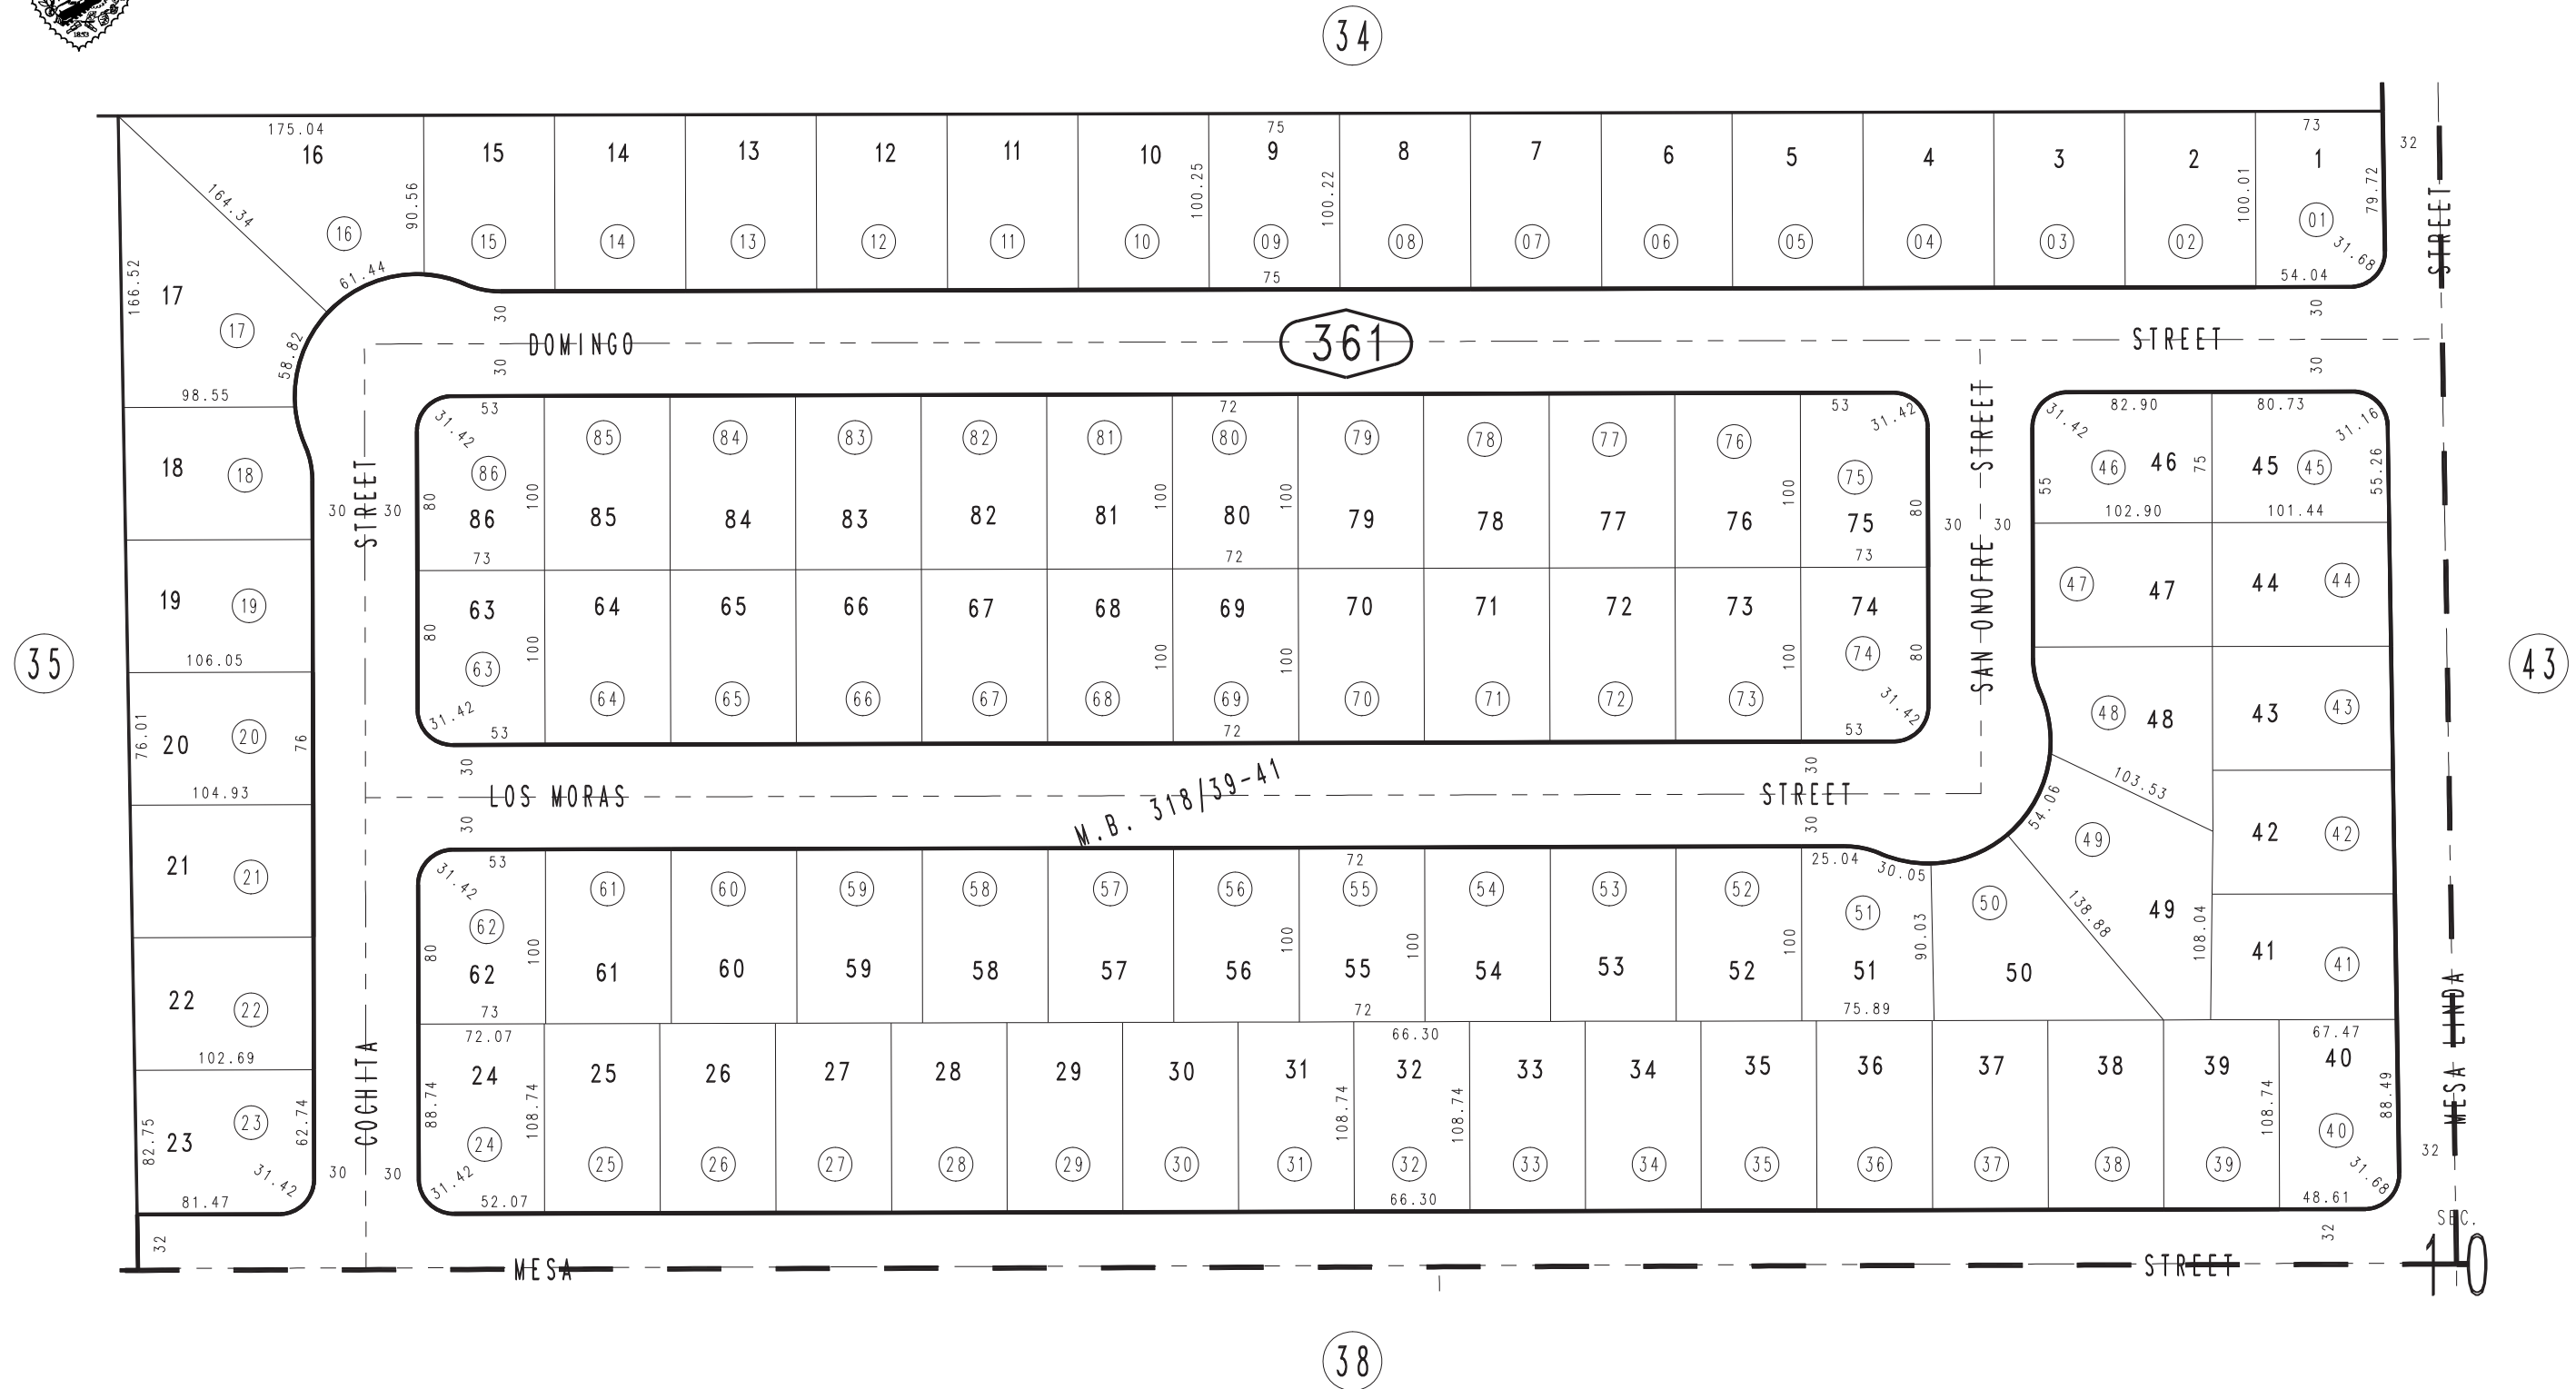 1853
34
175.04 73
16 15 14 13 12 11 10 75 9 8 7 6 5 4 3 2 1 32
164.34 90.56 100.25 100.22 100.01 79.72
16 15 14 13 12 11 10 09 08 07 06 05 04 03 02 01
61.44 75 54.04 31.68
166.52 17 17 58.82 98.55
30 30 30 30
DOMINGO 361 STREET
STREET
53 72 53 82.90 80.73
31.42 31.42 31.42 31.16
85 84 83 82 81 80 79 78 77 76
86 75 46 46 75 45 45
18 18
80 100 100 100 100 80 55 55.26
86 85 84 83 82 81 80 79 78 77 76 75
30 STREET 30 30 30 102.90 101.44
73 72 73
SAN ONOFRE STREET
19 19 63 64 65 66 67 68 69 70 71 72 73 74 47 47 44 44
80 100 100 100 100 80
35 106.05 63 74 43
64 65 66 67 68 69 70 71 72 73
31.42 53 72 53 31.42
48 48 43 43
76.01 20 20 76
104.93
30 30
LOS MORAS STREET
30 30
M.B. 318/39-41
103.53 54.06
49 42 42
53 72 25.04 30.05
31.42
21 21
61 60 59 58 57 56 55 54 53 52
62 51 50
138.88 49 108.04 41 41
80 100 100 100 100 90.03
62 61 60 59 58 57 56 55 54 53 52 51 50
73 72 75.89
22 22
102.69
72.07 66.30 67.47
24 25 26 27 28 29 30 31 32 33 34 35 36 37 38 39 40
COCHITA
MESA LINDA
88.74 108.74 108.74 108.74 108.74 88.49
82.75 23 23 62.74
24 40
25 26 27 28 29 30 31 32 33 34 35 36 37 38 39
30 30 32
31.42 31.42 31.68
81.47 52.07 66.30 48.61
32 32
SEC.
10
MESA STREET
38